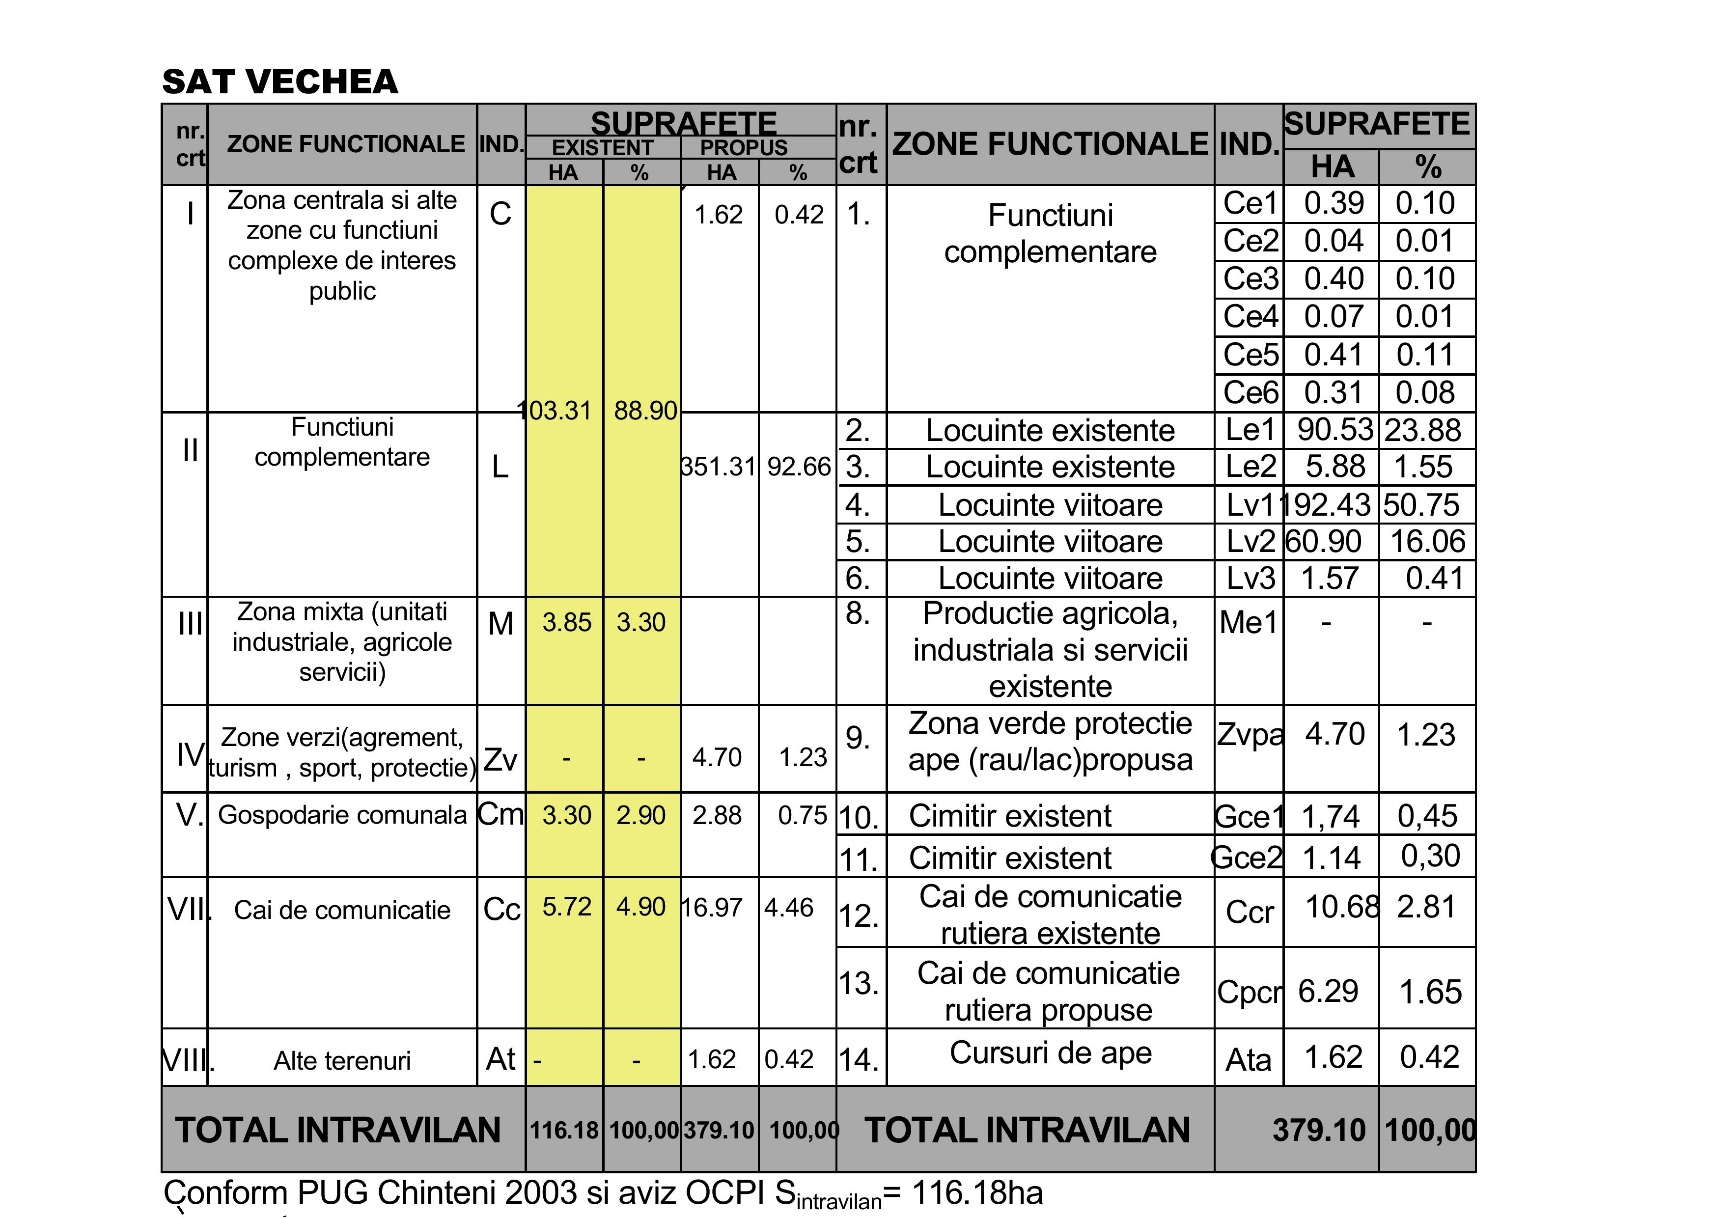 SAT VECHEA
nr. crt ZONE FUNCTIONALE IND. SUPRAFETE nr. crt ZONE FUNCTIONALE IND. SUPRAFETE
EXISTENT PROPUS
HA % HA % HA %
I Zona centrala si alte zone cu functiuni complexe de interes public C 1.62 0.42 1. Functiuni complementare Ce1 0.39 0.10
Ce2 0.04 0.01
Ce3 0.40 0.10
Ce4 0.07 0.01
Ce5 0.41 0.11
Ce6 0.31 0.08
103.31 88.90
II Functiuni complementare L 351.31 92.66
2. Locuinte existente Le1 90.53 23.88
3. Locuinte existente Le2 5.88 1.55
4. Locuinte viitoare Lv1 192.43 50.75
5. Locuinte viitoare Lv2 60.90 16.06
6. Locuinte viitoare Lv3 1.57 0.41
III Zona mixta (unitati industriale, agricole servicii) M 3.85 3.30 8. Productie agricola, industriala si servicii existente Me1 - -
IV Zone verzi(agrement, turism , sport, protectie) Zv - - 4.70 1.23 9. Zona verde protectie ape (rau/lac)propusa Zvpa 4.70 1.23
V. Gospodarie comunala Cm 3.30 2.90 2.88 0.75 10. Cimitir existent Gce1 1,74 0,45
11. Cimitir existent Gce2 1.14 0,30
VII. Cai de comunicatie Cc 5.72 4.90 16.97 4.46 12. Cai de comunicatie rutiera existente Ccr 10.68 2.81
13. Cai de comunicatie rutiera propuse Cpcr 6.29 1.65
VIII. Alte terenuri At - - 1.62 0.42 14. Cursuri de ape Ata 1.62 0.42
TOTAL INTRAVILAN 116.18 100,00 379.10 100,00 TOTAL INTRAVILAN 379.10 100,00
Conform PUG Chinteni 2003 si aviz OCPI Sintravilan= 116.18ha